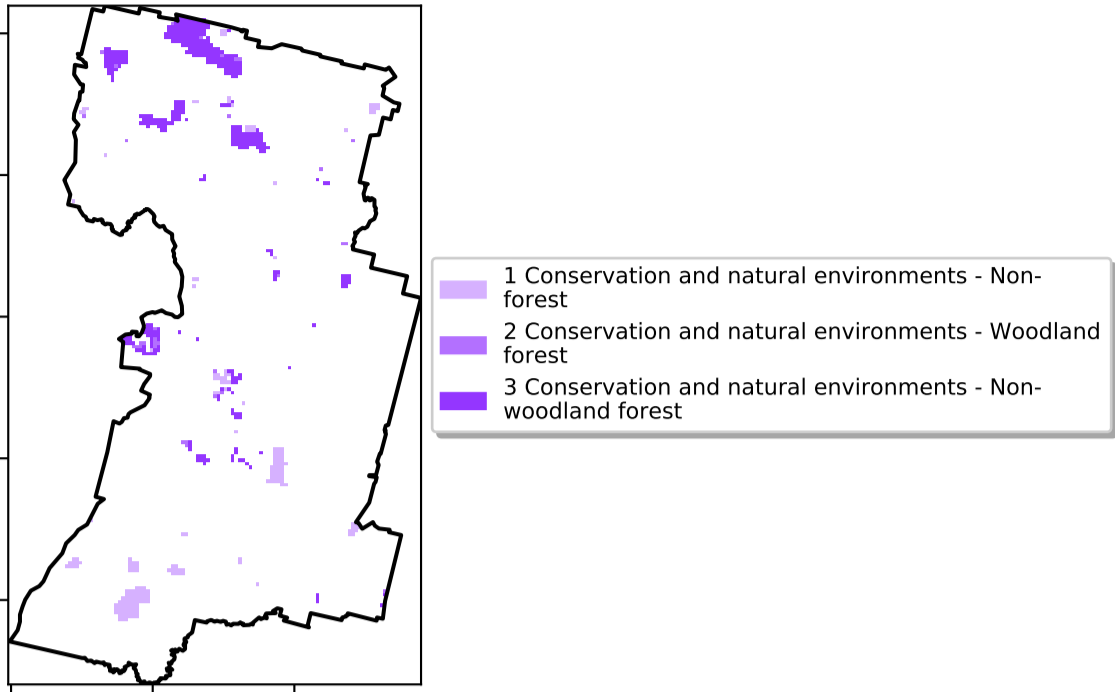 1 Conservation and natural environments - Non-
forest
2 Conservation and natural environments - Woodland
forest
3 Conservation and natural environments - Non-
woodland forest